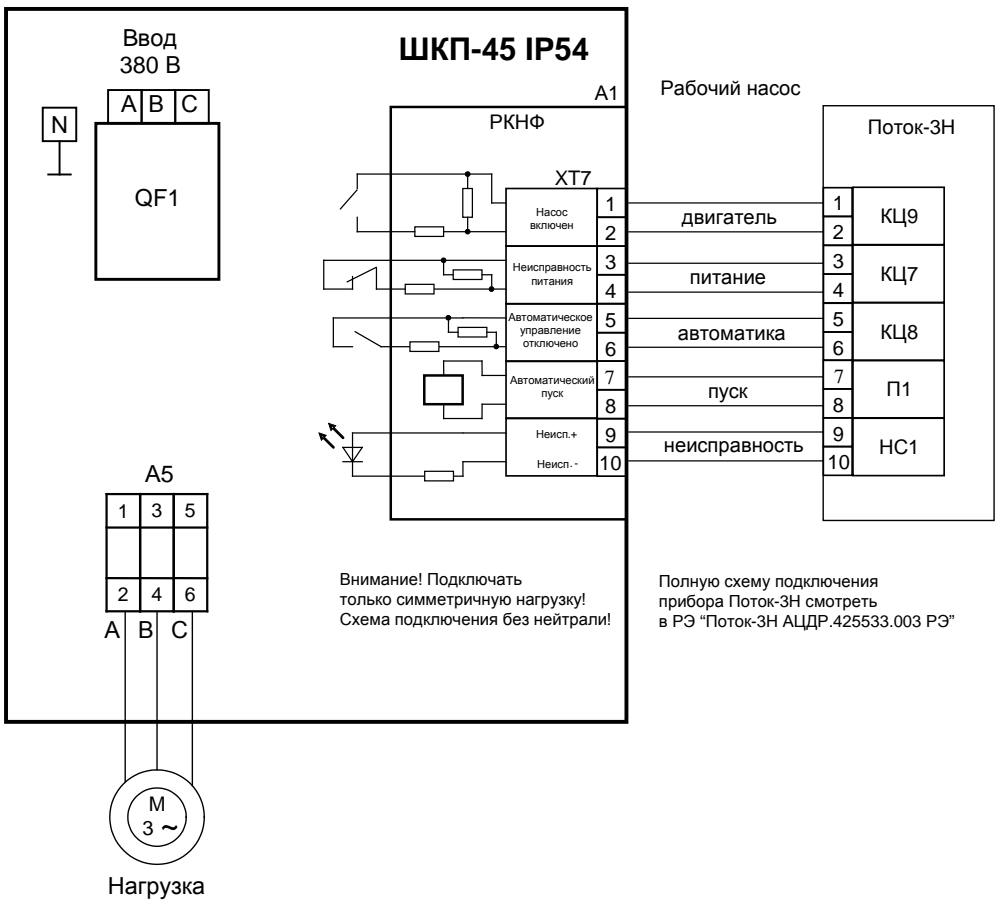 Ввод
380 В
ШКП-45 IP54
A B C
N
QF1
A1
РКНФ
XT7
Насос
включен
1
2
Неисправность
питания
3
4
Автоматическое
управление
отключено
5
6
Автоматический
пуск
7
8
Неисп.+
9
Неисп.-
10
Рабочий насос
двигатель
питание
автоматика
пуск
неисправность
Поток-3Н
1
2
КЦ9
3
4
КЦ7
5
6
КЦ8
7
8
П1
9
10
НС1
A5
1 3 5
2 4 6
A B C
Внимание! Подключать
только симметричную нагрузку!
Схема подключения без нейтрали!
Полную схему подключения
прибора Поток-3Н смотреть
в РЭ “Поток-3Н АЦДР.425533.003 РЭ”
М
3 ~
Нагрузка